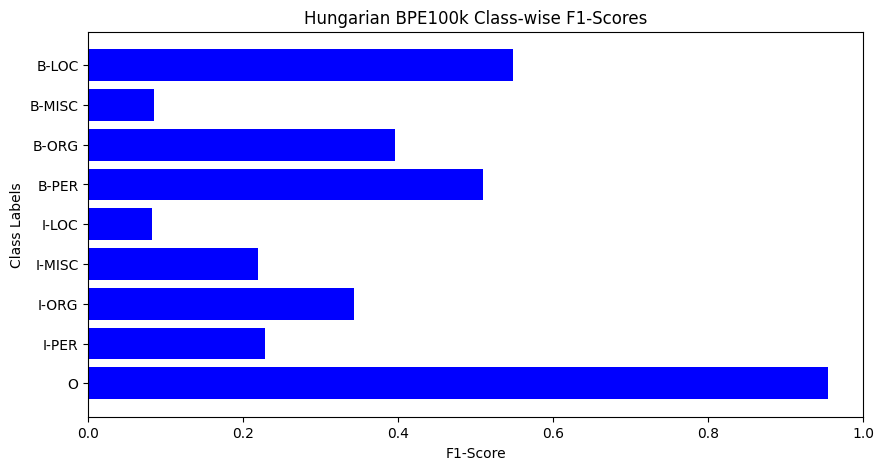 Hungarian BPE100k Class-wise F1-Scores
Class Labels
B-LOC
B-MISC
B-ORG
B-PER
I-LOC
I-MISC
I-ORG
I-PER
O
0.0 0.2 0.4 0.6 0.8 1.0
F1-Score